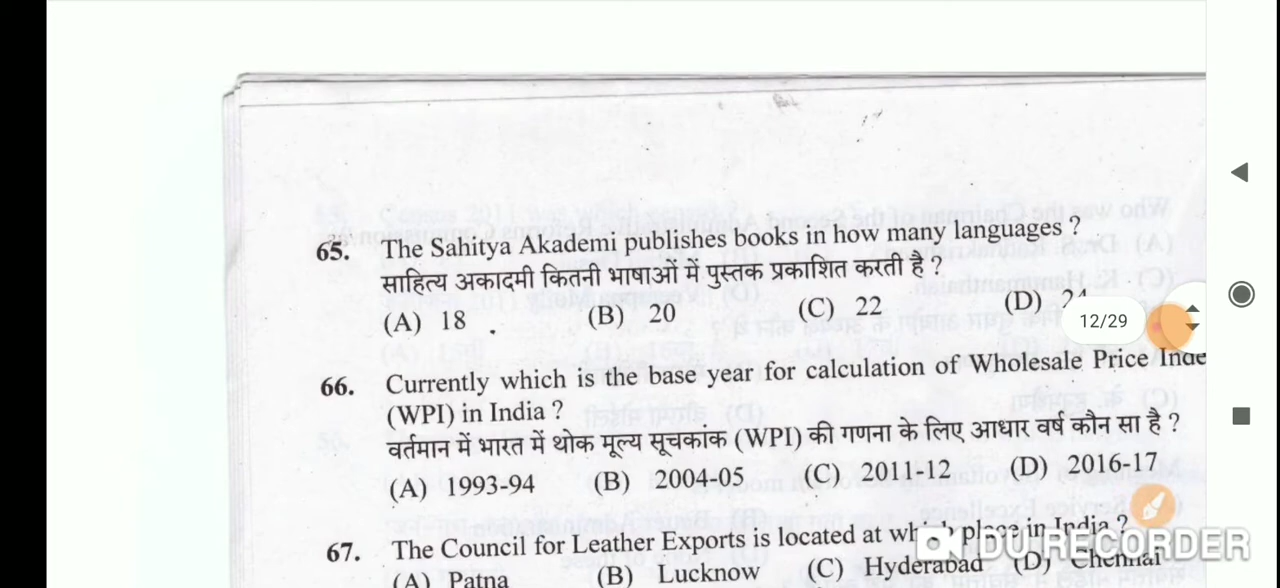 65. The Sahitya Akademi publishes books in how many languages ?
साहित्य अकादमी कितनी भाषाओं में पुस्तक प्रकाशित करती है ?
(A) 18 (B) 20 (C) 22 (D)
12/29
66. Currently which is the base year for calculation of Wholesale Price Inde
(WPI) in India ?
वर्तमान में भारत में थोक मूल्य सूचकांक (WPI) की गणना के लिए आधार वर्ष कौन सा है ?
(A) 1993-94 (B) 2004-05 (C) 2011-12 (D) 2016-17
67. The Council for Leather Exports is located at place in India ?
DU RECORDER
(A) Patna (B) Lucknow (C) Hyderabad (D) Chennai